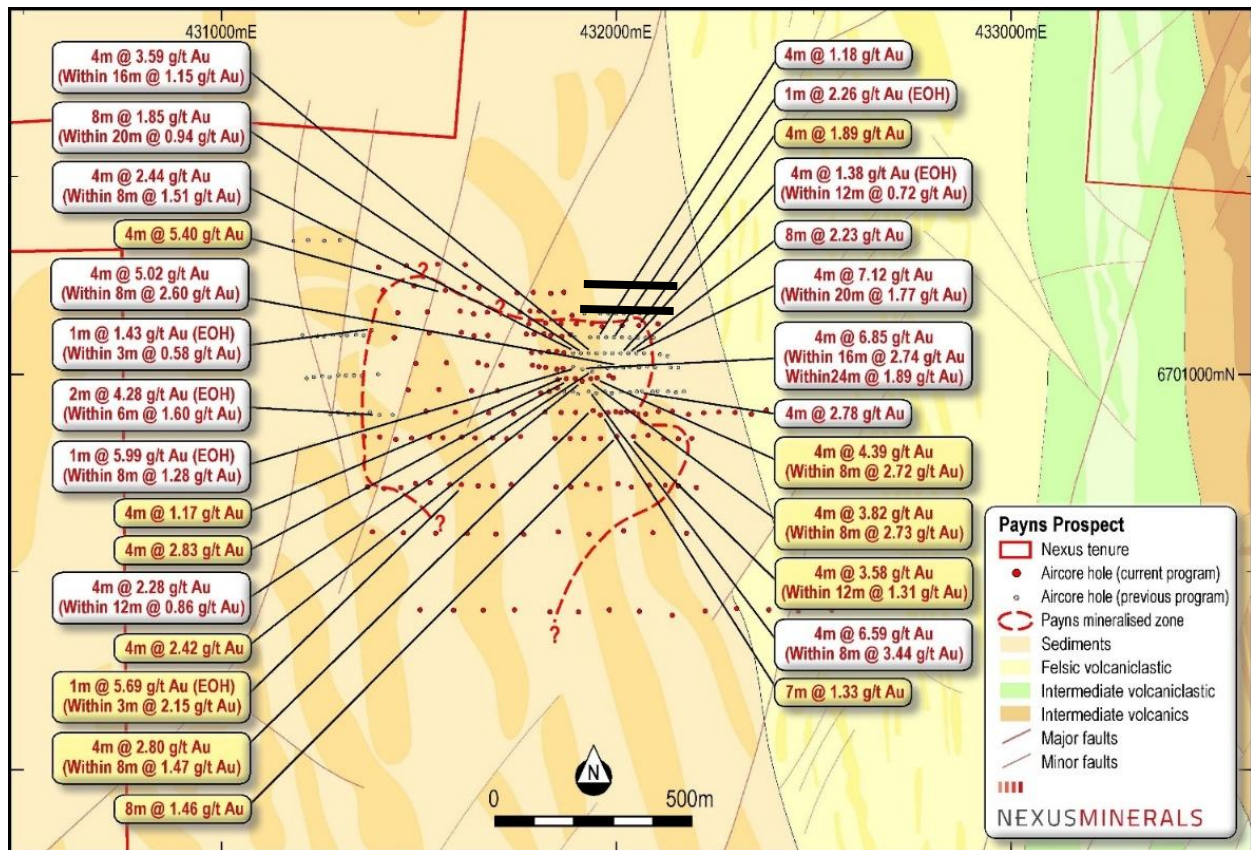 431000mE
432000mE
433000mE
4m @ 3.59 g/t Au
(Within 16m @ 1.15 g/t Au)
8m @ 1.85 g/t Au
(Within 20m @ 0.94 g/t Au)
4m @ 2.44 g/t Au
(Within 8m @ 1.51 g/t Au)
4m @ 5.40 g/t Au
4m @ 5.02 g/t Au
(Within 8m @ 2.60 g/t Au)
1m @ 1.43 g/t Au (EOH)
(Within 3m @ 0.58 g/t Au)
2m @ 4.28 g/t Au (EOH)
(Within 6m @ 1.60 g/t Au)
1m @ 5.99 g/t Au (EOH)
(Within 8m @ 1.28 g/t Au)
4m @ 1.17 g/t Au
4m @ 2.83 g/t Au
4m @ 2.28 g/t Au
(Within 12m @ 0.86 g/t Au)
4m @ 2.42 g/t Au
1m @ 5.69 g/t Au (EOH)
(Within 3m @ 2.15 g/t Au)
4m @ 2.80 g/t Au
(Within 8m @ 1.47 g/t Au)
8m @ 1.46 g/t Au
?
?
?
?
N
0
500m
4m @ 1.18 g/t Au
1m @ 2.26 g/t Au (EOH)
4m @ 1.89 g/t Au
4m @ 1.38 g/t Au (EOH)
(Within 12m @ 0.72 g/t Au)
8m @ 2.23 g/t Au
4m @ 7.12 g/t Au
(Within 20m @ 1.77 g/t Au)
4m @ 6.85 g/t Au
(Within 16m @ 2.74 g/t Au
Within24m @ 1.89 g/t Au)
4m @ 2.78 g/t Au
4m @ 4.39 g/t Au
(Within 8m @ 2.72 g/t Au)
4m @ 3.82 g/t Au
(Within 8m @ 2.73 g/t Au)
4m @ 3.58 g/t Au
(Within 12m @ 1.31 g/t Au)
4m @ 6.59 g/t Au
(Within 8m @ 3.44 g/t Au)
7m @ 1.33 g/t Au
6701000mN
Payns Prospect
Nexus tenure
Aircore hole (current program)
Aircore hole (previous program)
Payns mineralised zone
Sediments
Felsic volcaniclastic
Intermediate volcaniclastic
Intermediate volcanics
Major faults
Minor faults
NEXUSMINERALS